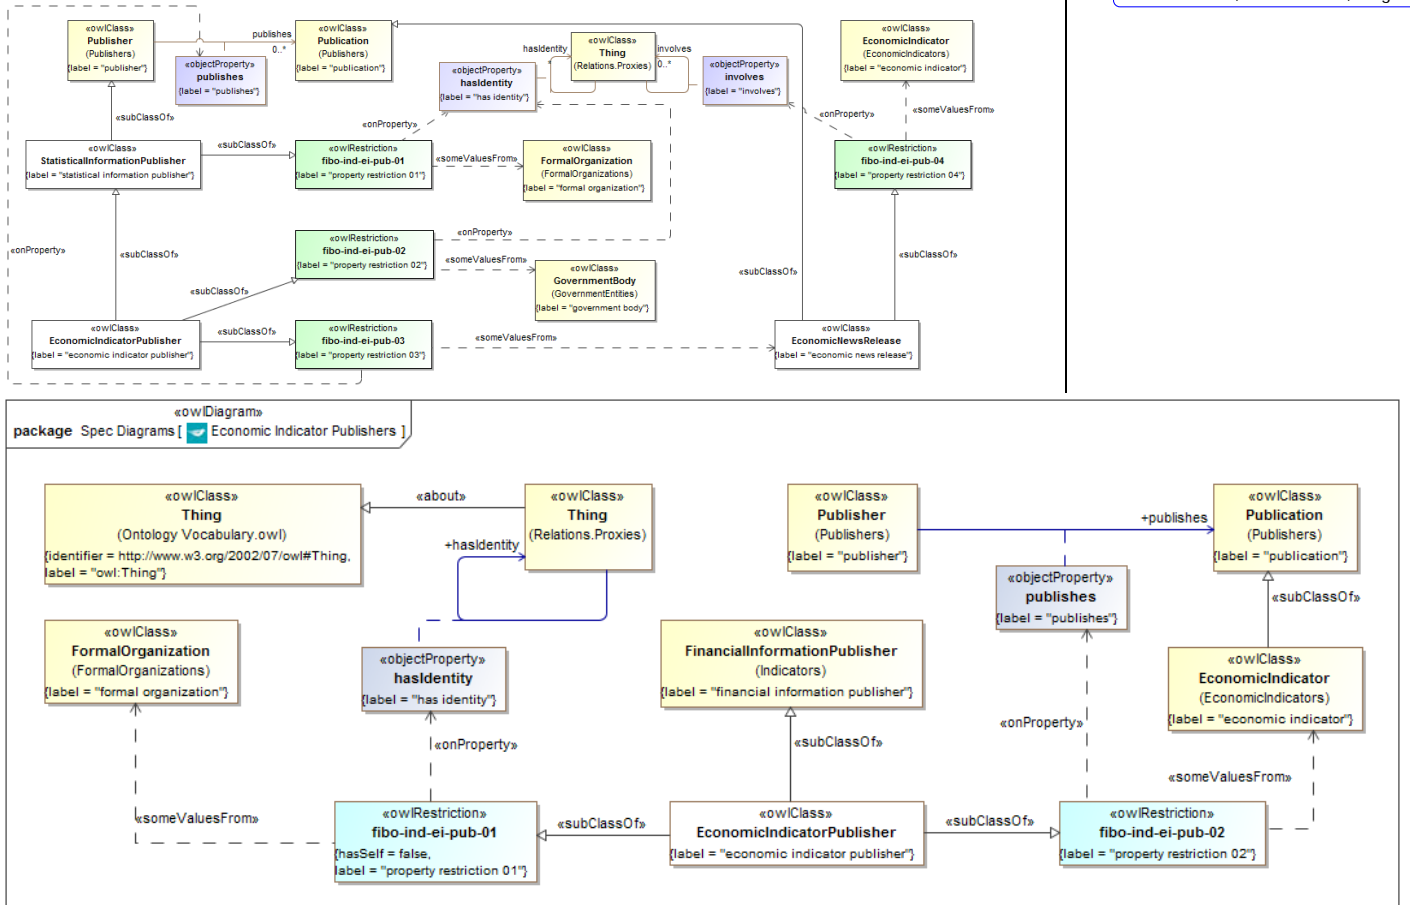 «owlClass»
Publisher
(Publishers)
{label = "publisher"}
publishes
0..*
«owlClass»
Publication
(Publishers)
{label = "publication"}
«objectProperty»
publishes
{label = "publishes"}
«objectProperty»
hasIdentity
{label = "has identity"}
hasIdentity
*
«owlClass»
Thing
(Relations.Proxies)
involves
0..*
«objectProperty»
involves
{label = "involves"}
«owlClass»
EconomicIndicator
(EconomicIndicators)
{label = "economic indicator"}
«subClassOf»
«onProperty»
«onProperty»
«someValuesFrom»
«owlClass»
StatisticalInformationPublisher
{label = "statistical information publisher"}
«subClassOf»
«owlRestriction»
fibo-ind-ei-pub-01
{label = "property restriction 01"}
«someValuesFrom»
«owlClass»
FormalOrganization
(FormalOrganizations)
{label = "formal organization"}
«owlRestriction»
fibo-ind-ei-pub-04
{label = "property restriction 04"}
«onProperty»
«subClassOf»
«owlRestriction»
fibo-ind-ei-pub-02
{label = "property restriction 02"}
«onProperty»
«someValuesFrom»
«owlClass»
GovernmentBody
(GovernmentEntities)
{label = "government body"}
«subClassOf»
«subClassOf»
«subClassOf»
«owlClass»
EconomicIndicatorPublisher
{label = "economic indicator publisher"}
«subClassOf»
«owlRestriction»
fibo-ind-ei-pub-03
{label = "property restriction 03"}
«someValuesFrom»
«owlClass»
EconomicNewsRelease
{label = "economic news release"}
«owlDiagram»
package Spec Diagrams [ Economic Indicator Publishers ]
«owlClass»
Thing
(Ontology Vocabulary.owl)
{identifier = http://www.w3.org/2002/07/owl#Thing,
label = "owl:Thing"}
«about»
«owlClass»
Thing
(Relations.Proxies)
+hasIdentity
«owlClass»
Publisher
(Publishers)
{label = "publisher"}
+publishes
«owlClass»
Publication
(Publishers)
{label = "publication"}
«objectProperty»
publishes
{label = "publishes"}
«subClassOf»
«owlClass»
FormalOrganization
(FormalOrganizations)
{label = "formal organization"}
«objectProperty»
hasIdentity
{label = "has identity"}
«owlClass»
FinancialInformationPublisher
(Indicators)
{label = "financial information publisher"}
«owlClass»
EconomicIndicator
(EconomicIndicators)
{label = "economic indicator"}
«onProperty»
«subClassOf»
«onProperty»
«someValuesFrom»
«someValuesFrom»
«owlRestriction»
fibo-ind-ei-pub-01
{hasSelf = false,
label = "property restriction 01"}
«subClassOf»
«owlClass»
EconomicIndicatorPublisher
{label = "economic indicator publisher"}
«subClassOf»
«owlRestriction»
fibo-ind-ei-pub-02
{label = "property restriction 02"}